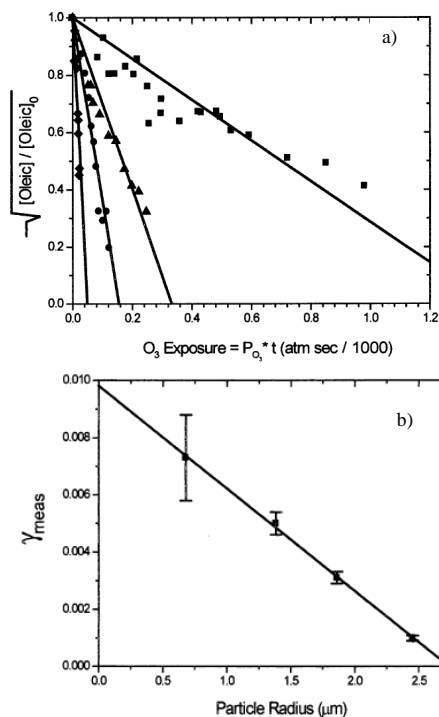 a)
1.0
0.8
0.6
0.4
0.2
0.0
√[Oleic] / [Oleic]₀
0.0 0.2 0.4 0.6 0.8 1.0 1.2
O₃ Exposure = P_O₃* t (atm sec / 1000)
b)
0.010
0.008
0.006
0.004
0.002
0.000
γmeas
0.0 0.5 1.0 1.5 2.0 2.5
Particle Radius (μm)